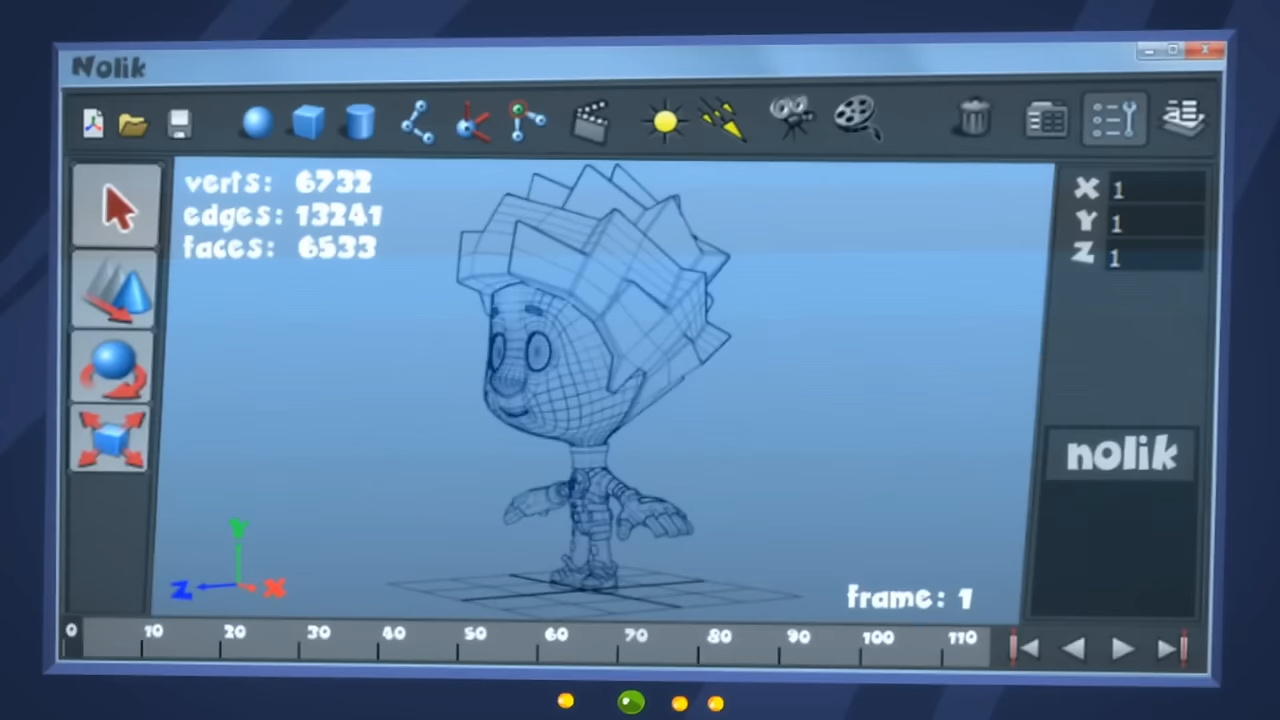 Nolik
verts: 6732
edges: 13241
faces: 6533
X 1
Y 1
Z 1
nolik
Y
Z X
frame: 1
0 10 20 30 40 50 60 70 80 90 100 110